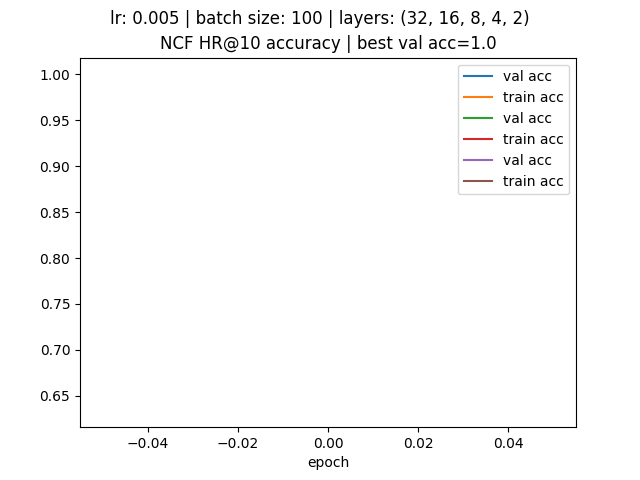 lr: 0.005 | batch size: 100 | layers: (32, 16, 8, 4, 2)
NCF HR@10 accuracy | best val acc=1.0
val acc
train acc
val acc
train acc
val acc
train acc
1.00
0.95
0.90
0.85
0.80
0.75
0.70
0.65
−0.04
−0.02
0.00
0.02
0.04
epoch